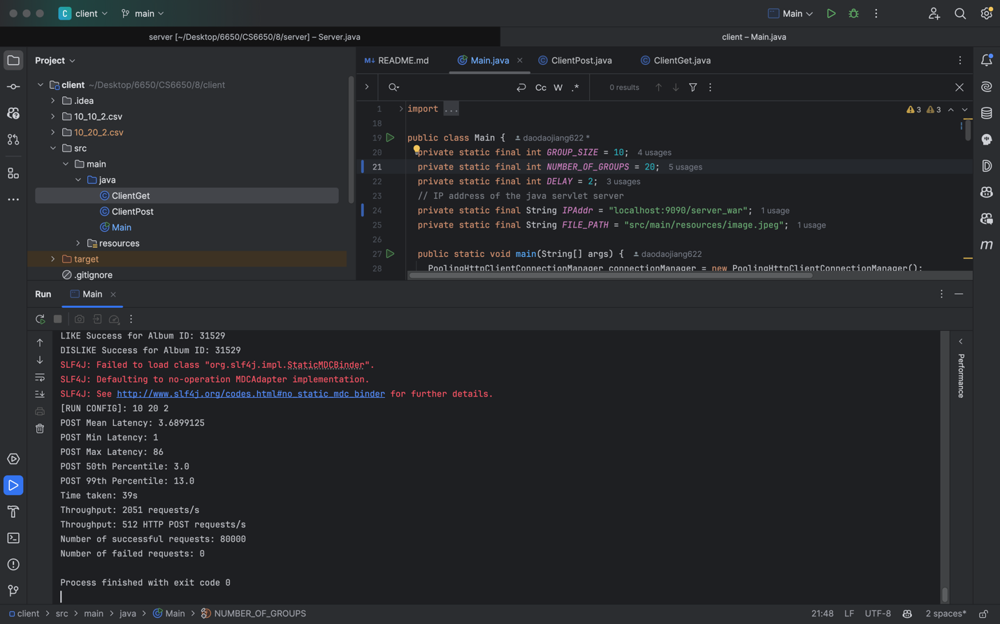 C client main Main
server [~/Desktop/6650/CS6650/8/server] – Server.java
client – Main.java
Project
README.md
Main.java
ClientPost.java
ClientGet.java
client ~/Desktop/6650/CS6650/8/client
.idea
10_10_2.csv
10_20_2.csv
src
main
java
ClientGet
ClientPost
Main
resources
target
.gitignore
Cc W .* 0 results
3 3
1 import ...
18
19 public class Main { daodaojiang622 *
20 private static final int GROUP_SIZE = 10; 4 usages
21 private static final int NUMBER_OF_GROUPS = 20; 5 usages
22 private static final int DELAY = 2; 3 usages
23 // IP address of the java servlet server
24 private static final String IPAddr = "localhost:9090/server_war"; 1 usage
25 private static final String FILE_PATH = "src/main/resources/image.jpeg"; 1 usage
26
27 public static void main(String[] args) { daodaojiang622
28 PoolingHttpClientConnectionManager connectionManager = new PoolingHttpClientConnectionManager();
Run Main
LIKE Success for Album ID: 31529
DISLIKE Success for Album ID: 31529
SLF4J: Failed to load class "org.slf4j.impl.StaticMDCBinder".
SLF4J: Defaulting to no-operation MDCAdapter implementation.
SLF4J: See http://www.slf4j.org/codes.html#no_static_mdc_binder for further details.
[RUN CONFIG]: 10 20 2
POST Mean Latency: 3.6899125
POST Min Latency: 1
POST Max Latency: 86
POST 50th Percentile: 3.0
POST 99th Percentile: 13.0
Time taken: 39s
Throughput: 2051 requests/s
Throughput: 512 HTTP POST requests/s
Number of successful requests: 80000
Number of failed requests: 0
Process finished with exit code 0
Performance
client > src > main > java > Main > NUMBER_OF_GROUPS
21:48 LF UTF-8 2 spaces*